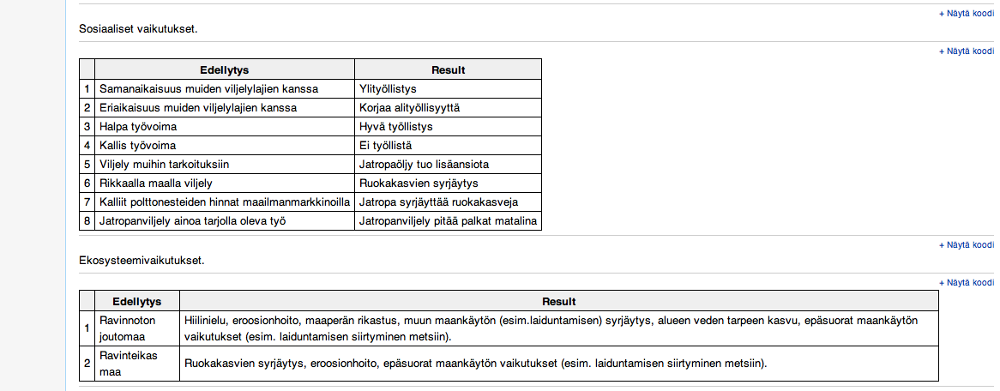 + Näytä koodi
Sosiaaliset vaikutukset.
+ Näytä koodi
Edellytys Result
1 Samanaikaisuus muiden viljelylajien kanssa Ylityöllistys
2 Eriaikaisuus muiden viljelylajien kanssa Korjaa alityöllisyyttä
3 Halpa työvoima Hyvä työllistys
4 Kallis työvoima Ei työllistä
5 Viljely muihin tarkoituksiin Jatropaöljy tuo lisäansiota
6 Rikkaalla maalla viljely Ruokakasvien syrjäytys
7 Kalliit polttonesteiden hinnat maailmanmarkkinoilla Jatropa syrjäyttää ruokakasveja
8 Jatropanviljely ainoa tarjolla oleva työ Jatropanviljely pitää palkat matalina
+ Näytä koodi
Ekosysteemivaikutukset.
+ Näytä koodi
Edellytys Result
1 Ravinnoton joutomaa Hiilinielu, eroosionhoito, maaperän rikastus, muun maankäytön (esim.laiduntamisen) syrjäytys, alueen veden tarpeen kasvu, epäsuorat maankäytön
vaikutukset (esim. laiduntamisen siirtyminen metsiin).
2 Ravinteikas maa Ruokakasvien syrjäytys, eroosionhoito, epäsuorat maankäytön vaikutukset (esim. laiduntamisen siirtyminen metsiin).